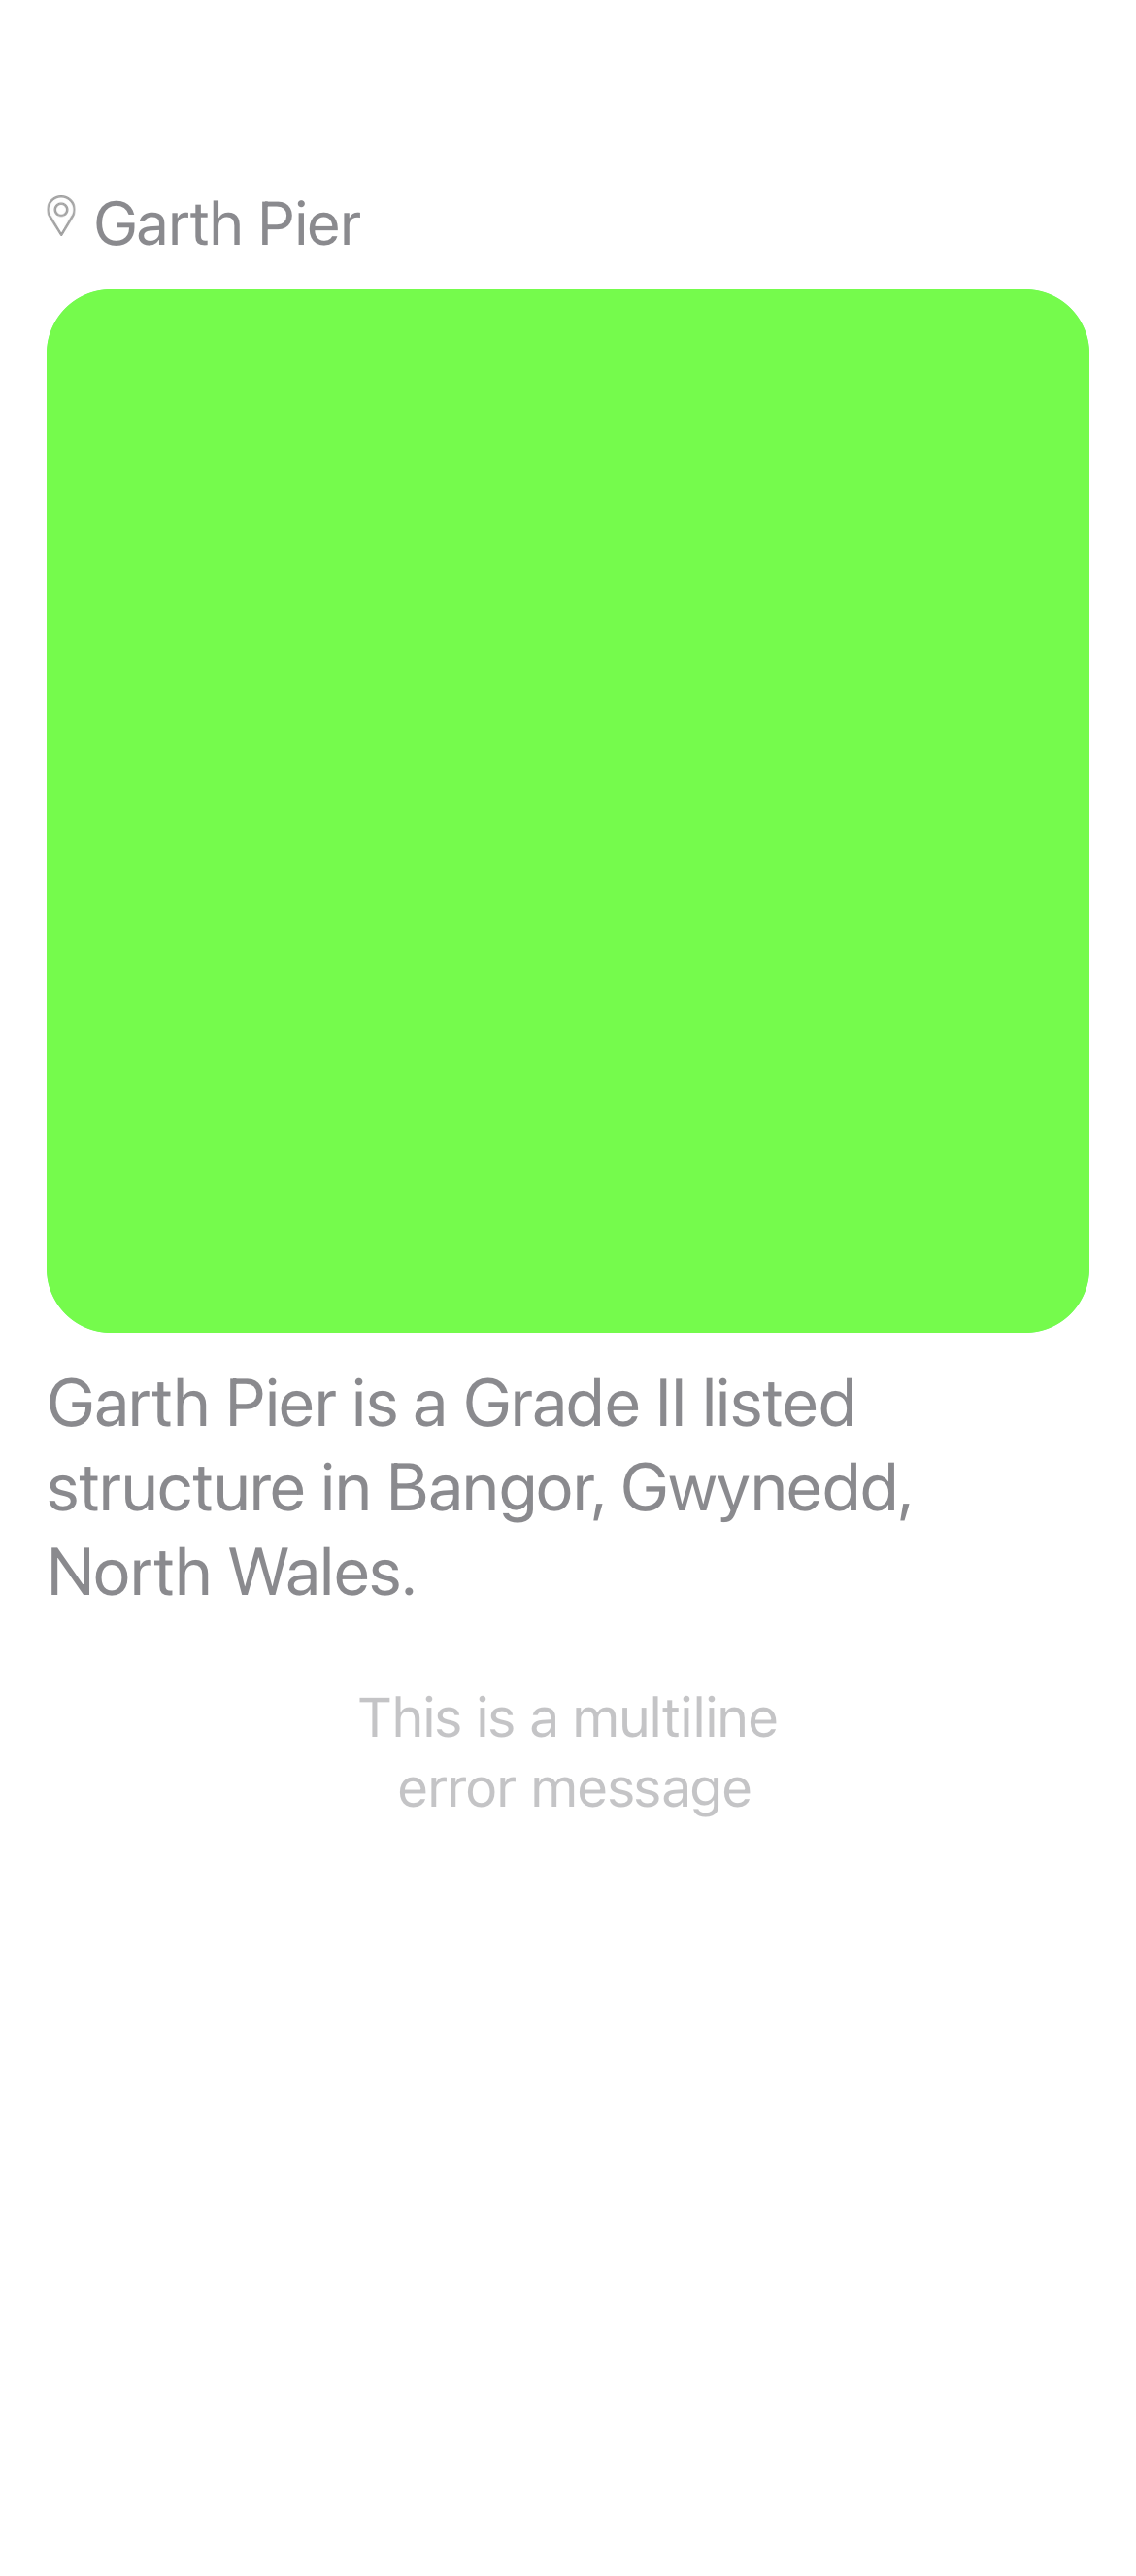 Garth Pier
Garth Pier is a Grade II listed
structure in Bangor, Gwynedd,
North Wales.
This is a multiline
error message